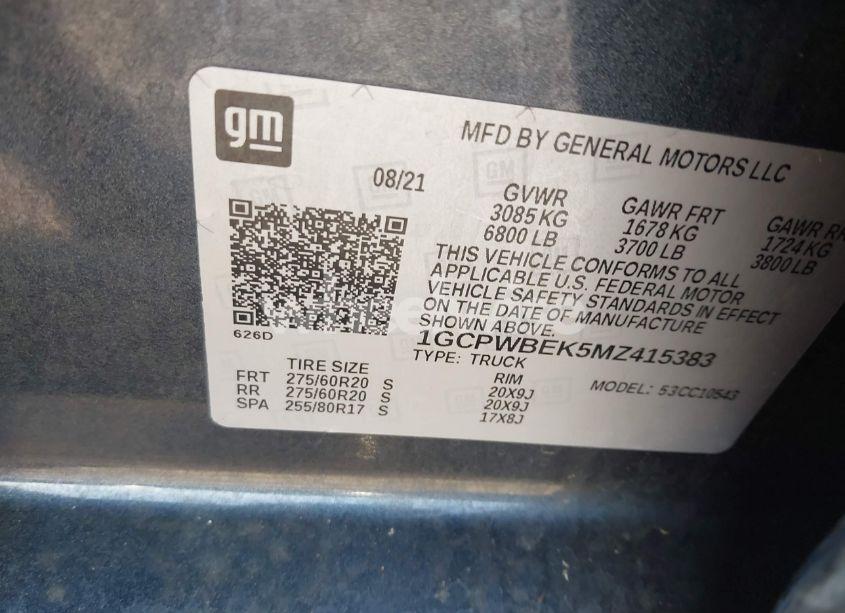 gm
MFD BY GENERAL MOTORS LLC
08/21
GVWR GAWR FRT GAWR RR
3085 KG 1678 KG 1724 KG
6800 LB 3700 LB 3800 LB
THIS VEHICLE CONFORMS TO ALL
APPLICABLE U.S. FEDERAL MOTOR
VEHICLE SAFETY STANDARDS IN EFFECT
ON THE DATE OF MANUFACTURE
SHOWN ABOVE.
626D
1GCPWBEK5MZ415383
TYPE: TRUCK
TIRE SIZE RIM MODEL: 53CC10543
FRT 275/60R20 S 20X9J
RR 275/60R20 S 20X9J
SPA 255/80R17 S 17X8J